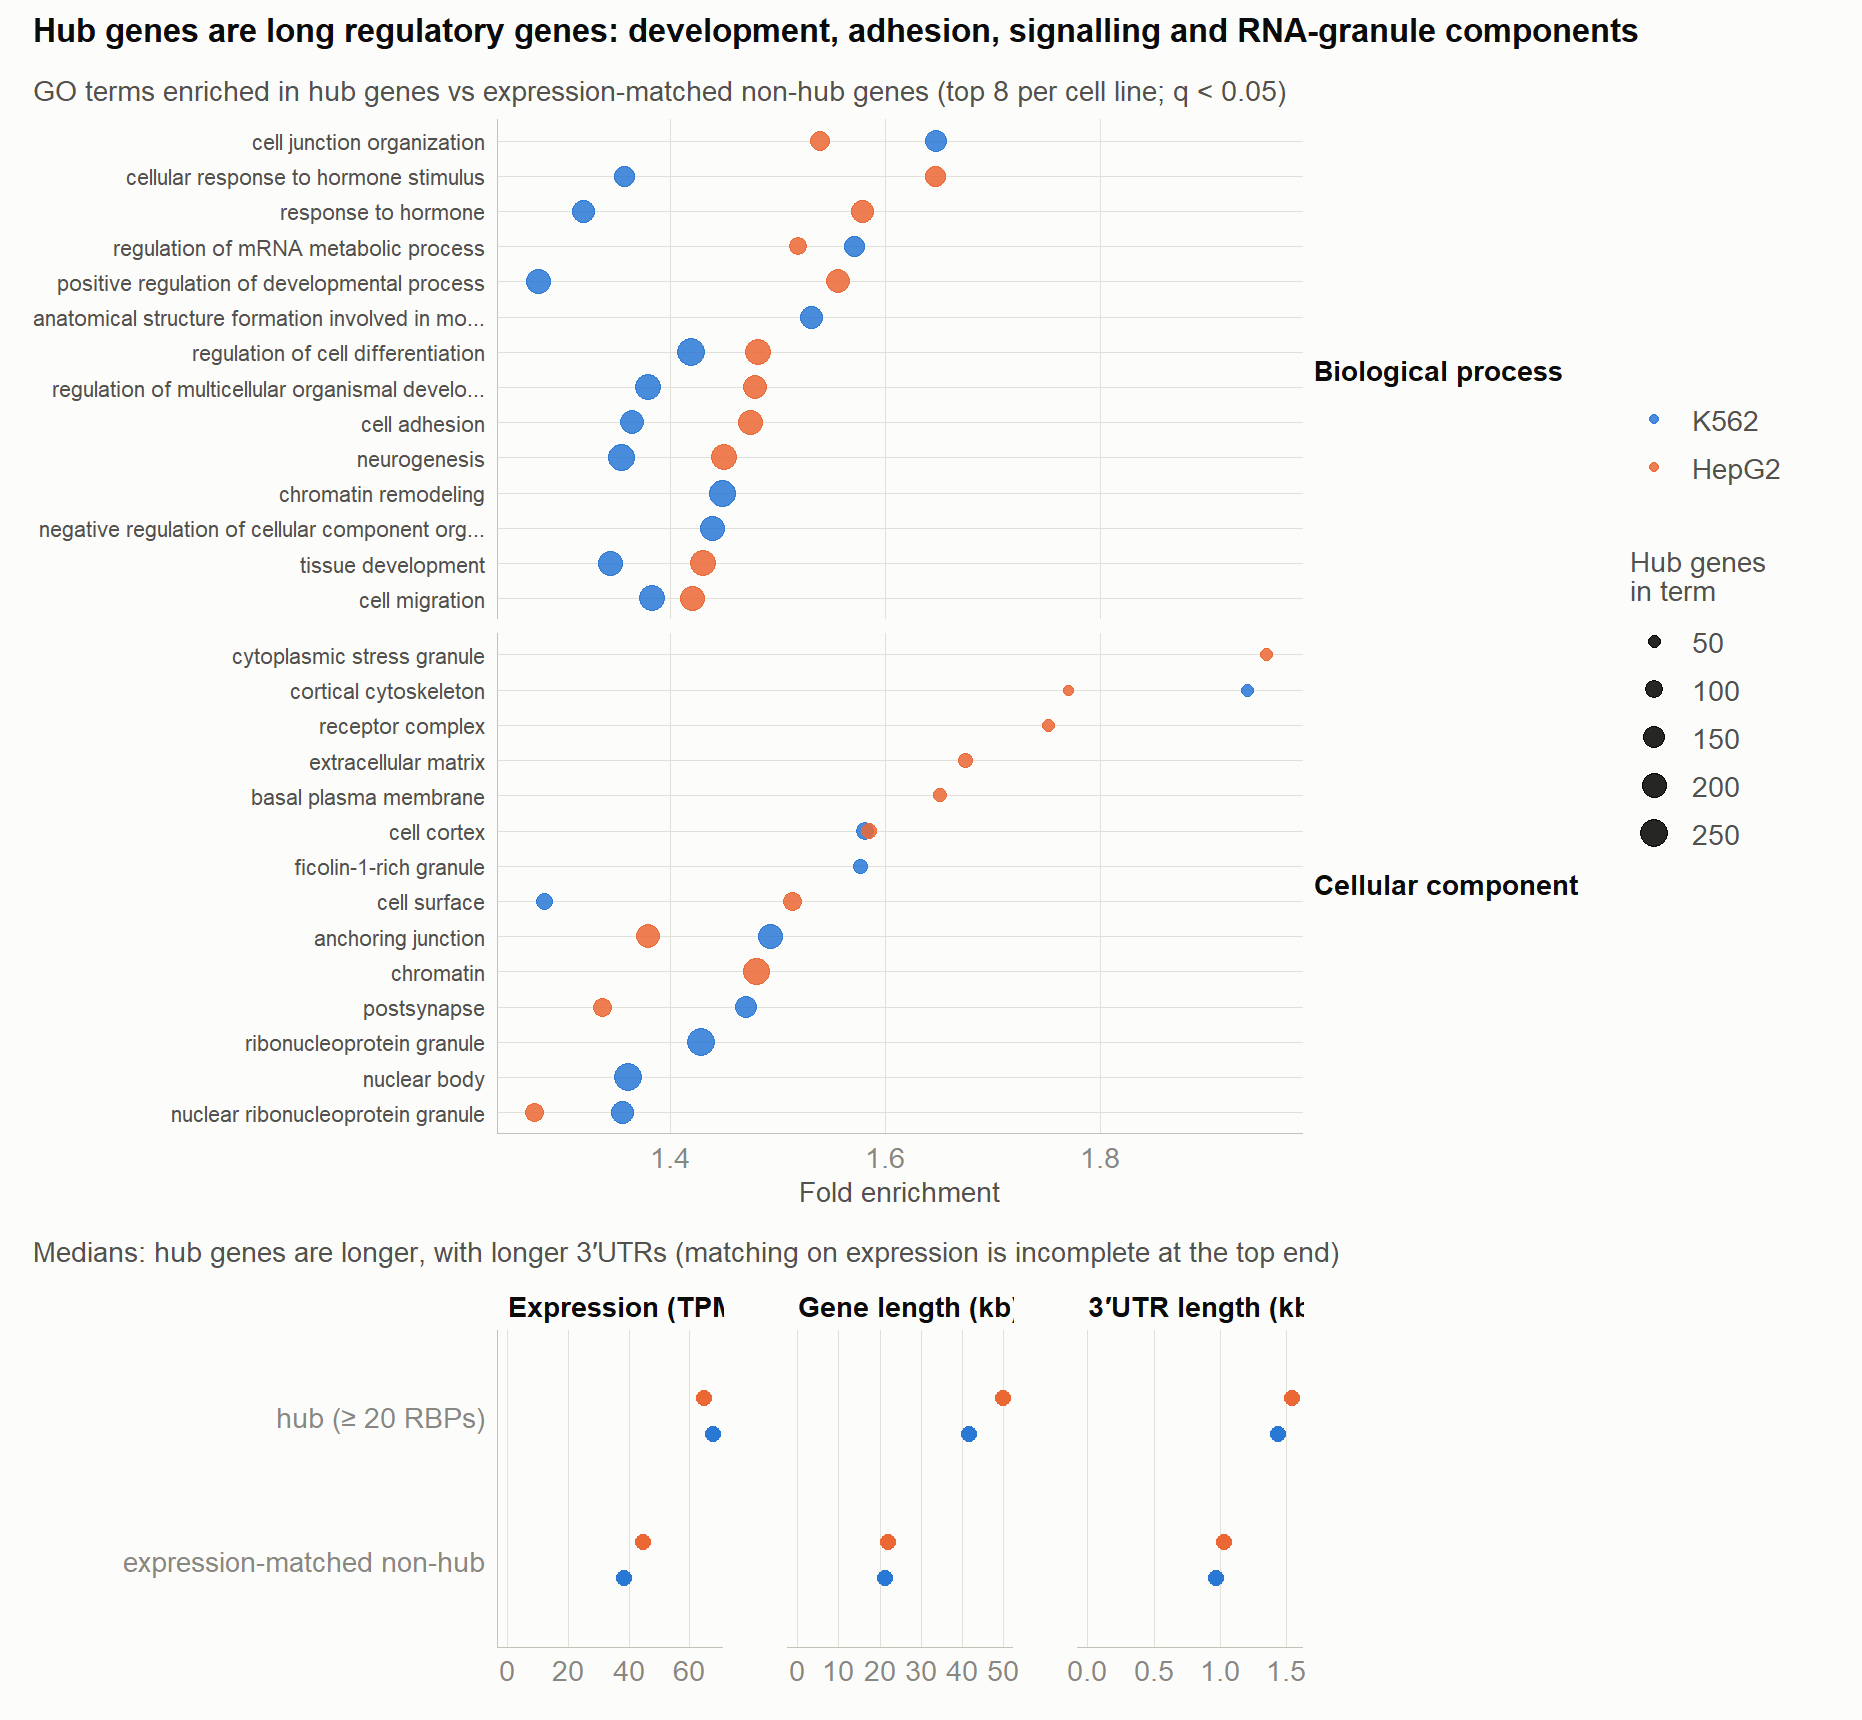 Hub genes are long regulatory genes: development, adhesion, signalling and RNA-granule components
GO terms enriched in hub genes vs expression-matched non-hub genes (top 8 per cell line; q < 0.05)
cell junction organization
cellular response to hormone stimulus
response to hormone
regulation of mRNA metabolic process
positive regulation of developmental process
anatomical structure formation involved in mo...
regulation of cell differentiation
regulation of multicellular organismal develo...
cell adhesion
neurogenesis
chromatin remodeling
negative regulation of cellular component org...
tissue development
cell migration
Biological process
cytoplasmic stress granule
cortical cytoskeleton
receptor complex
extracellular matrix
basal plasma membrane
cell cortex
ficolin-1-rich granule
cell surface
anchoring junction
chromatin
postsynapse
ribonucleoprotein granule
nuclear body
nuclear ribonucleoprotein granule
Cellular component
1.4 1.6 1.8
Fold enrichment
K562
HepG2
Hub genes
in term
50
100
150
200
250
Medians: hub genes are longer, with longer 3′UTRs (matching on expression is incomplete at the top end)
Expression (TPM Gene length (kb) 3′UTR length (kb
hub (≥ 20 RBPs)
expression-matched non-hub
0 20 40 60 0 10 20 30 40 50 0.0 0.5 1.0 1.5